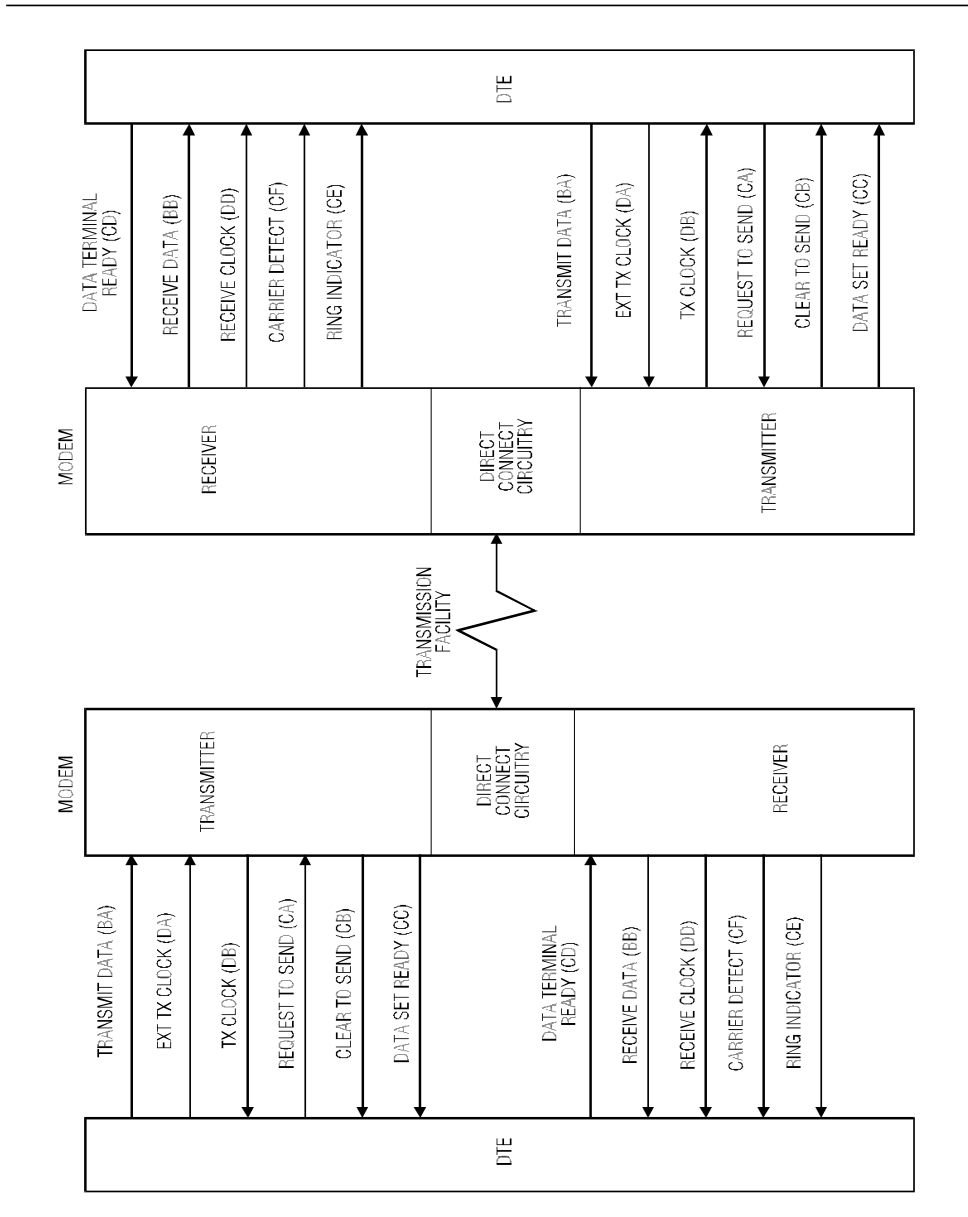 DTE
DATA TERMINAL
READY (CD)
RECEIVE DATA (BB)
RECEIVE CLOCK (DD)
CARRIER DETECT (CF)
RING INDICATOR (CE)
TRANSMIT DATA (BA)
EXT TX CLOCK (DA)
TX CLOCK (DB)
REQUEST TO SEND (CA)
CLEAR TO SEND (CB)
DATA SET READY (CC)
MODEM
RECEIVER
DIRECT
CONNECT
CIRCUITRY
TRANSMITTER
TRANSMISSION
FACILITY
MODEM
TRANSMITTER
DIRECT
CONNECT
CIRCUITRY
RECEIVER
TRANSMIT DATA (BA)
EXT TX CLOCK (DA)
TX CLOCK (DB)
REQUEST TO SEND (CA)
CLEAR TO SEND (CB)
DATA SET READY (CC)
DATA TERMINAL
READY (CD)
RECEIVE DATA (BB)
RECEIVE CLOCK (DD)
CARRIER DETECT (CF)
RING INDICATOR (CE)
DTE